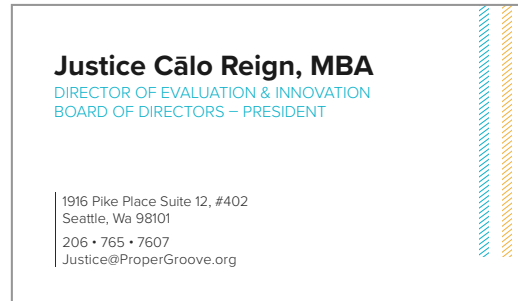 Justice Cālo Reign, MBA
DIRECTOR OF EVALUATION & INNOVATION
BOARD OF DIRECTORS – PRESIDENT
1916 Pike Place Suite 12, #402
Seattle, Wa 98101
206 • 765 • 7607
Justice@ProperGroove.org